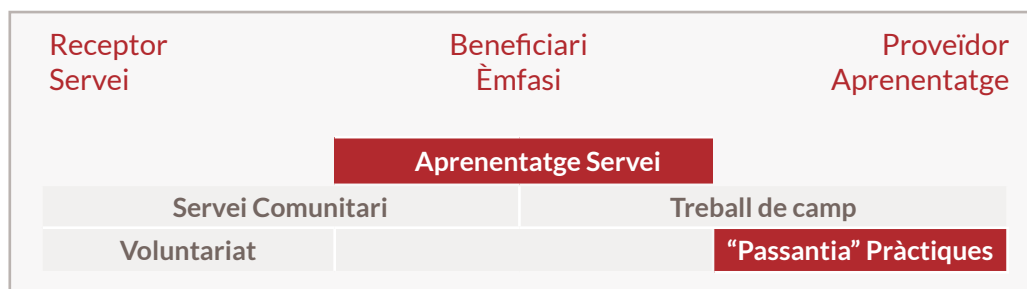 Receptor Beneficiari Proveïdor
Servei Èmfasi Aprenentatge
Aprenentatge Servei
Servei Comunitari Treball de camp
Voluntariat “Passantia” Pràctiques